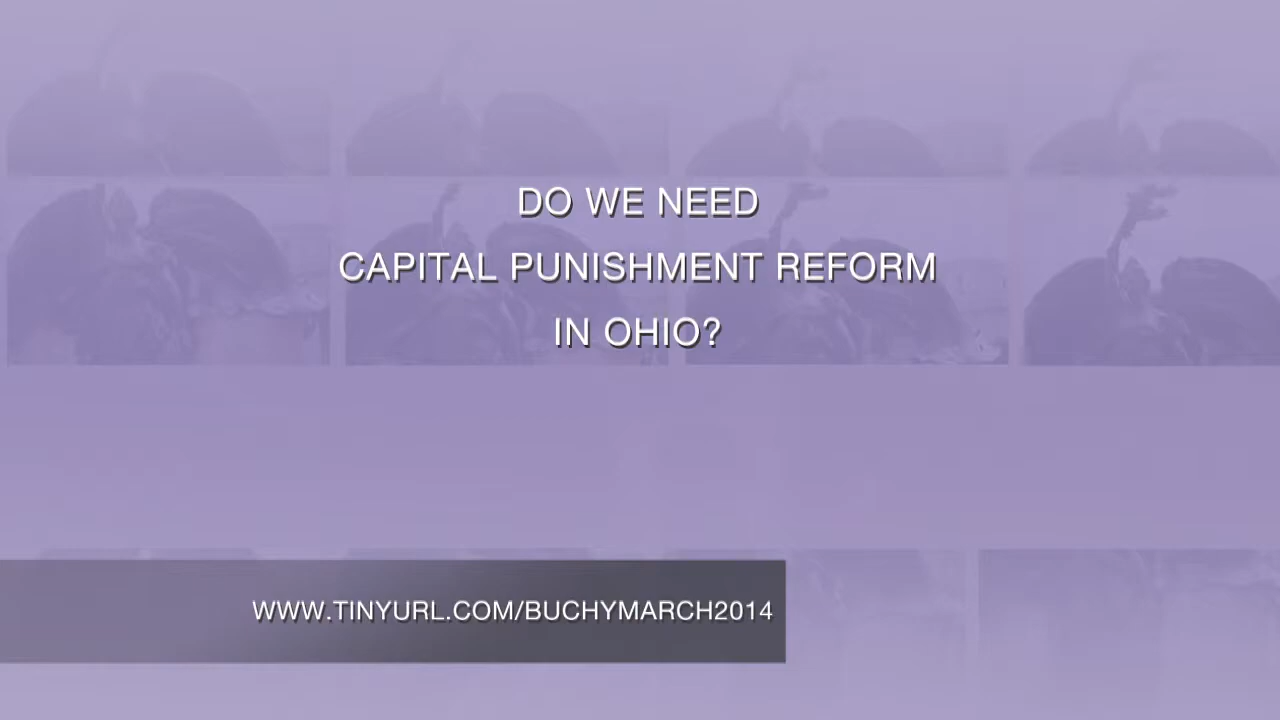 DO WE NEED
CAPITAL PUNISHMENT REFORM
IN OHIO?
WWW.TINYURL.COM/BUCHYMARCH2014